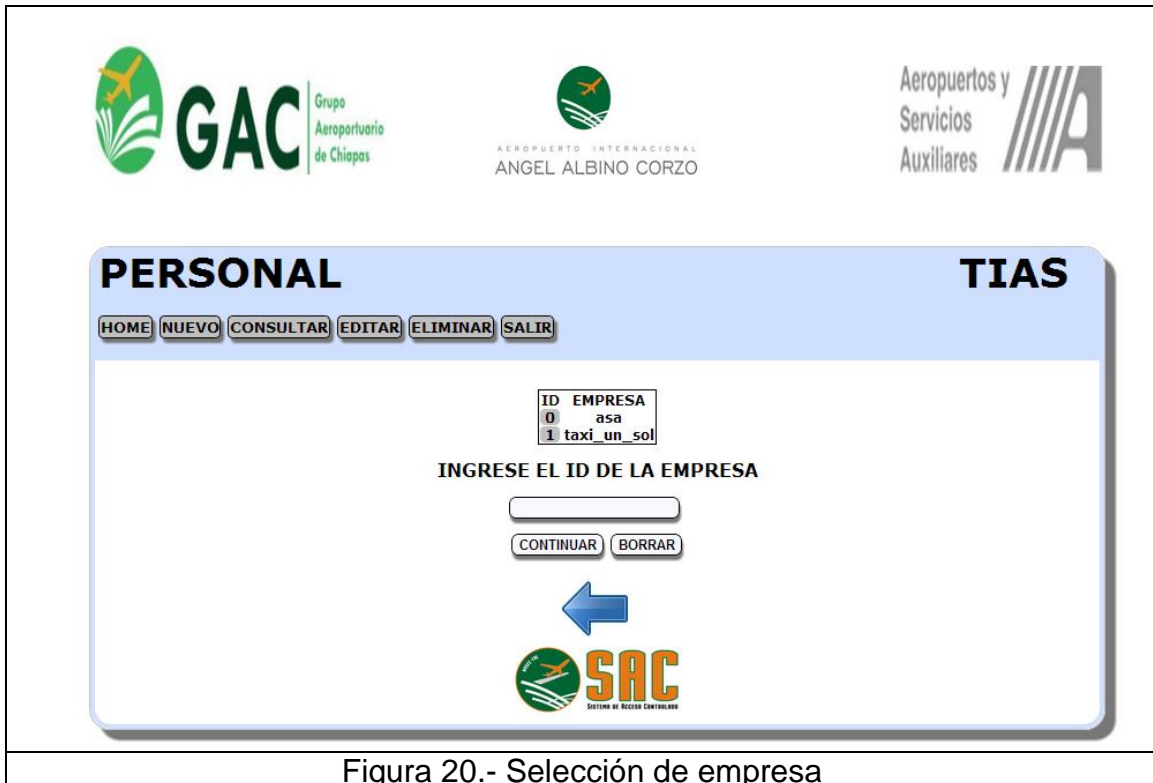 GAC
Grupo
Aeroportuario
de Chiapas
AEROPUERTO INTERNACIONAL
ANGEL ALBINO CORZO
Aeropuertos y
Servicios
Auxiliares
PERSONAL TIAS
HOME NUEVO CONSULTAR EDITAR ELIMINAR SALIR
ID EMPRESA
0 asa
1 taxi_un_sol
INGRESE EL ID DE LA EMPRESA
CONTINUAR BORRAR
SAC
SISTEMA DE ACCESO CONTROLADO
Figura 20.- Selección de empresa